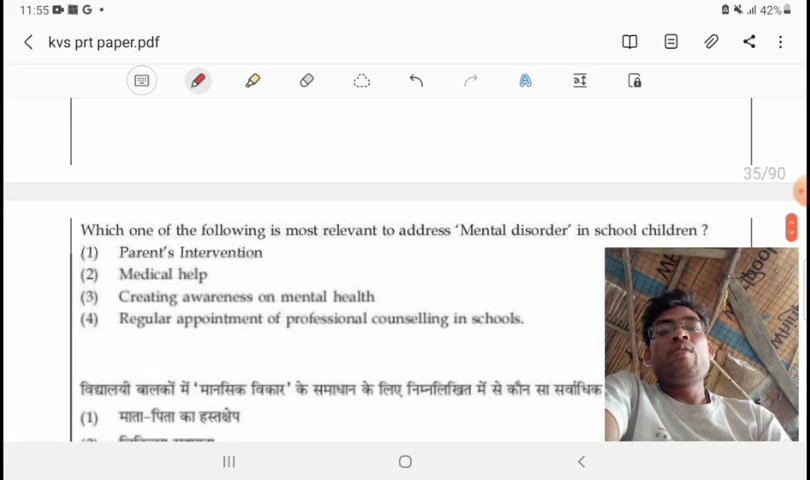 11:55 G 42%
kvs prt paper.pdf
35/90
Which one of the following is most relevant to address 'Mental disorder' in school children ?
(1) Parent's Intervention
(2) Medical help
(3) Creating awareness on mental health
(4) Regular appointment of professional counselling in schools.
विद्यालयी बालकों में 'मानसिक विकार' के समाधान के लिए निम्नलिखित में से कौन सा सर्वाधिक
(1) माता-पिता का हस्तक्षेप